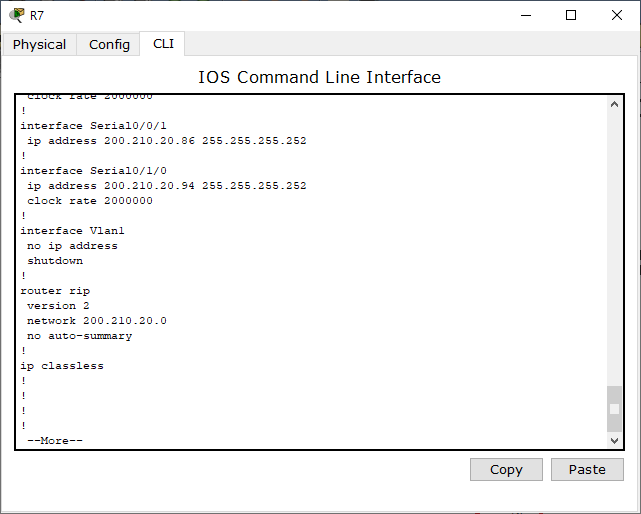 R7
Physical Config CLI
IOS Command Line Interface
clock rate 2000000
!
interface Serial0/0/1
ip address 200.210.20.86 255.255.255.252
!
interface Serial0/1/0
ip address 200.210.20.94 255.255.255.252
clock rate 2000000
!
interface Vlan1
no ip address
shutdown
!
router rip
version 2
network 200.210.20.0
no auto-summary
!
ip classless
!
!
!
!
--More--
Copy Paste